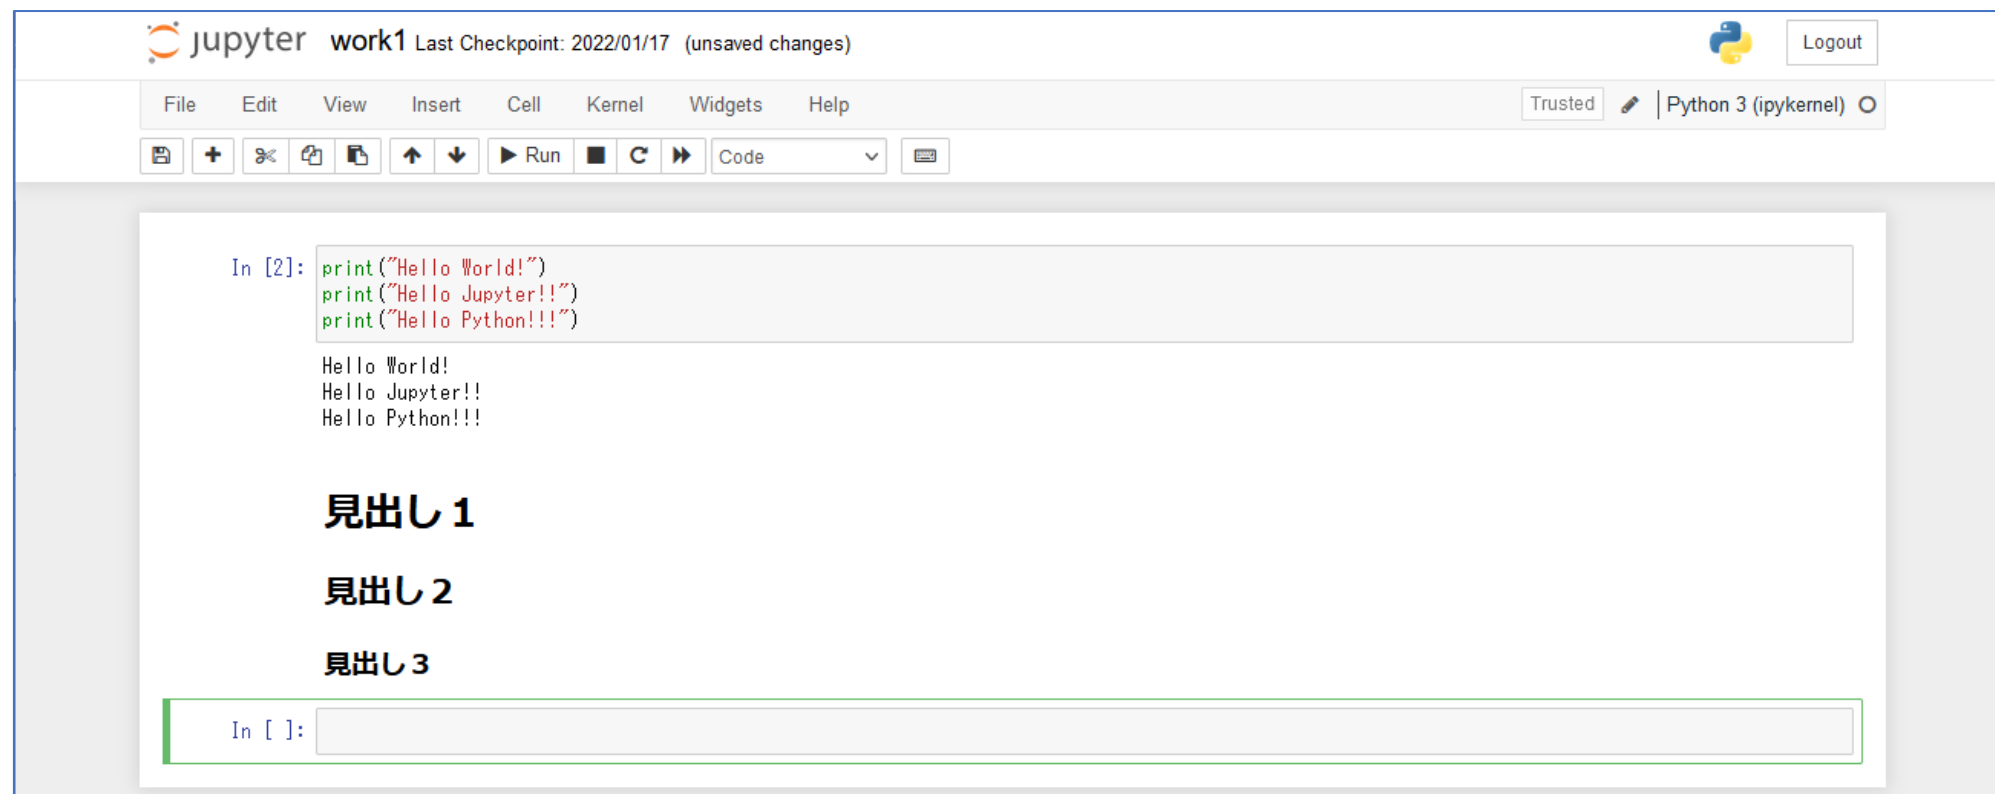 jupyter work1 Last Checkpoint: 2022/01/17 (unsaved changes) Logout
File Edit View Insert Cell Kernel Widgets Help Trusted Python 3 (ipykernel)
Run Code
In [2]: print("Hello World!")
print("Hello Jupyter!!")
print("Hello Python!!!")
Hello World!
Hello Jupyter!!
Hello Python!!!
見出し１
見出し２
見出し３
In [ ]: